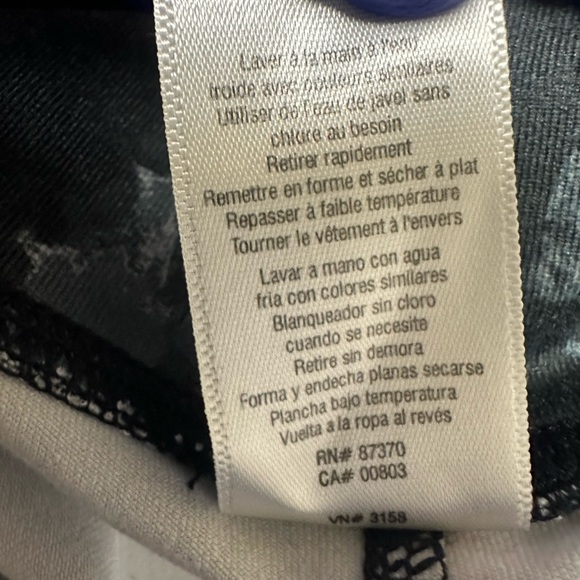 Laver à la main à l'eau
froide avec couleurs similaires
Utiliser de l'eau de javel sans
chlore au besoin
Retirer rapidement
Remettre en forme et sécher à plat
Repasser à faible température
Tourner le vêtement à l'envers
Lavar a mano con agua
fria con colores similares
Blanqueador sin cloro
cuando se necesite
Retire sin demora
Forma y endecha planas secarse
Plancha bajo temperatura
Vuelta a la ropa al revés
RN# 87370
CA# 00803
VN# 3158